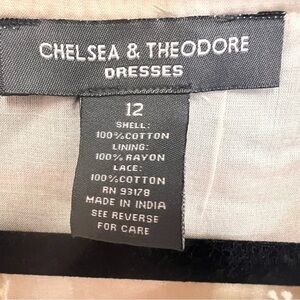 CHELSEA & THEODORE
DRESSES
12
SHELL:
100%COTTON
LINING:
100% RAYON
LACE:
100%COTTON
RN 93178
MADE IN INDIA
SEE REVERSE
FOR CARE